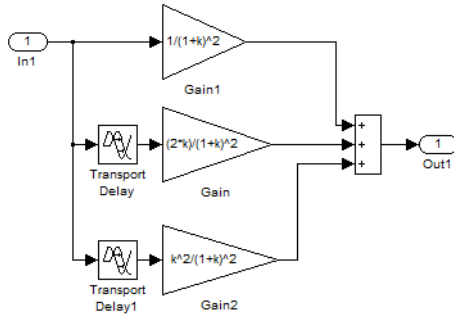 1
In1
1/(1+k)^2
Gain1
Transport
Delay
(2*k)/(1+k)^2
Gain
Transport
Delay1
k^2/(1+k)^2
Gain2
+
+
+
1
Out1